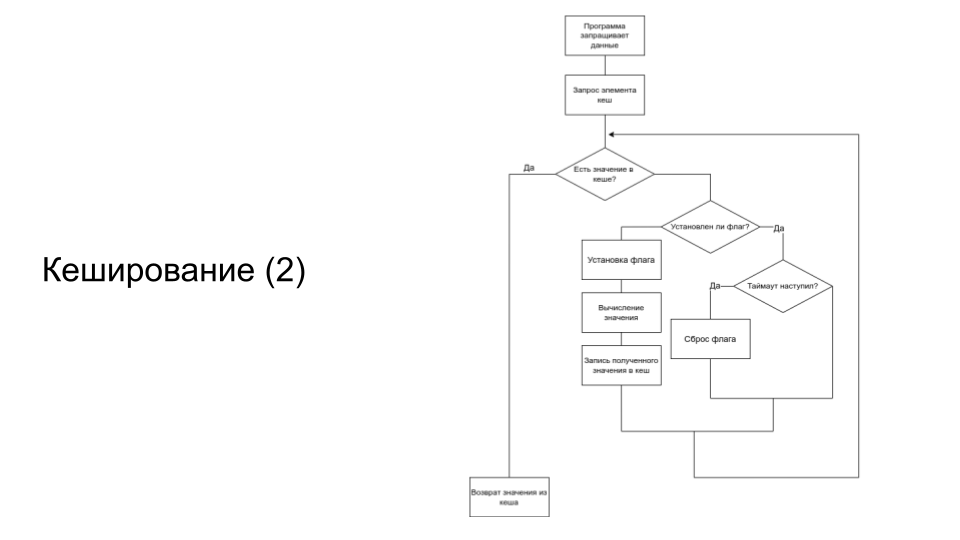 Кеширование (2)
Программа
запращивает
данные
Запрос элемента
кеш
Да
Есть значение в
кеше?
Установлен ли флаг?
Да
Установка флага
Да
Таймаут наступил?
Вычисление
значения
Сброс флага
Запись полученного
значения в кеш
Возврат значения из
кеша